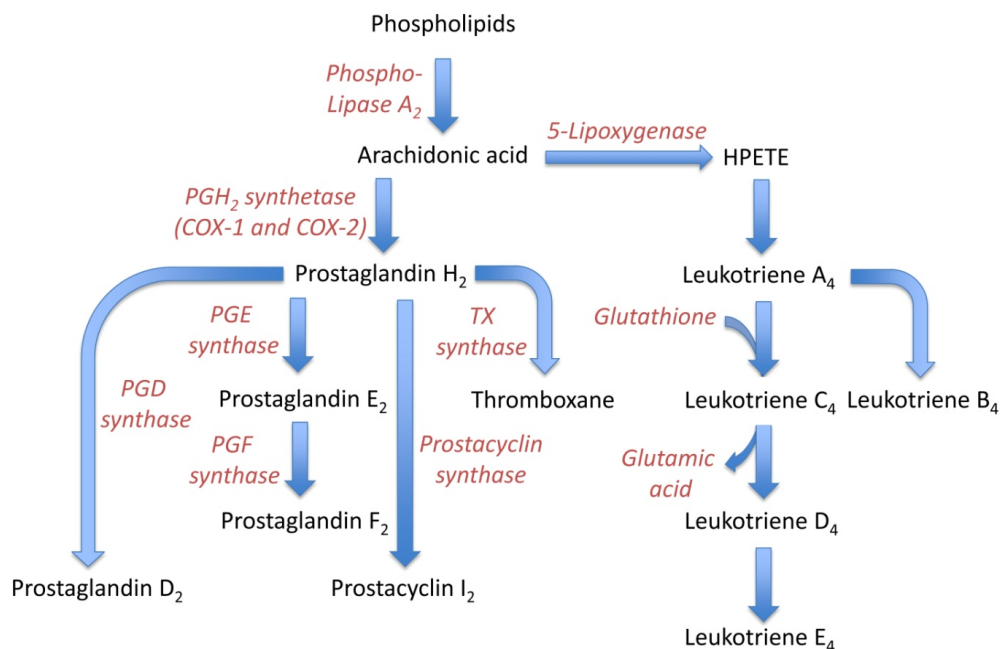 Phospholipids
Phospho-
Lipase A₂
5-Lipoxygenase
Arachidonic acid
HPETE
PGH₂ synthetase
(COX-1 and COX-2)
Prostaglandin H₂
Leukotriene A₄
PGE
synthase
TX
synthase
Glutathione
PGD
synthase
Prostaglandin E₂
Thromboxane
Leukotriene C₄
Leukotriene B₄
PGF
synthase
Prostacyclin
synthase
Glutamic
acid
Prostaglandin F₂
Leukotriene D₄
Prostaglandin D₂
Prostacyclin I₂
Leukotriene E₄